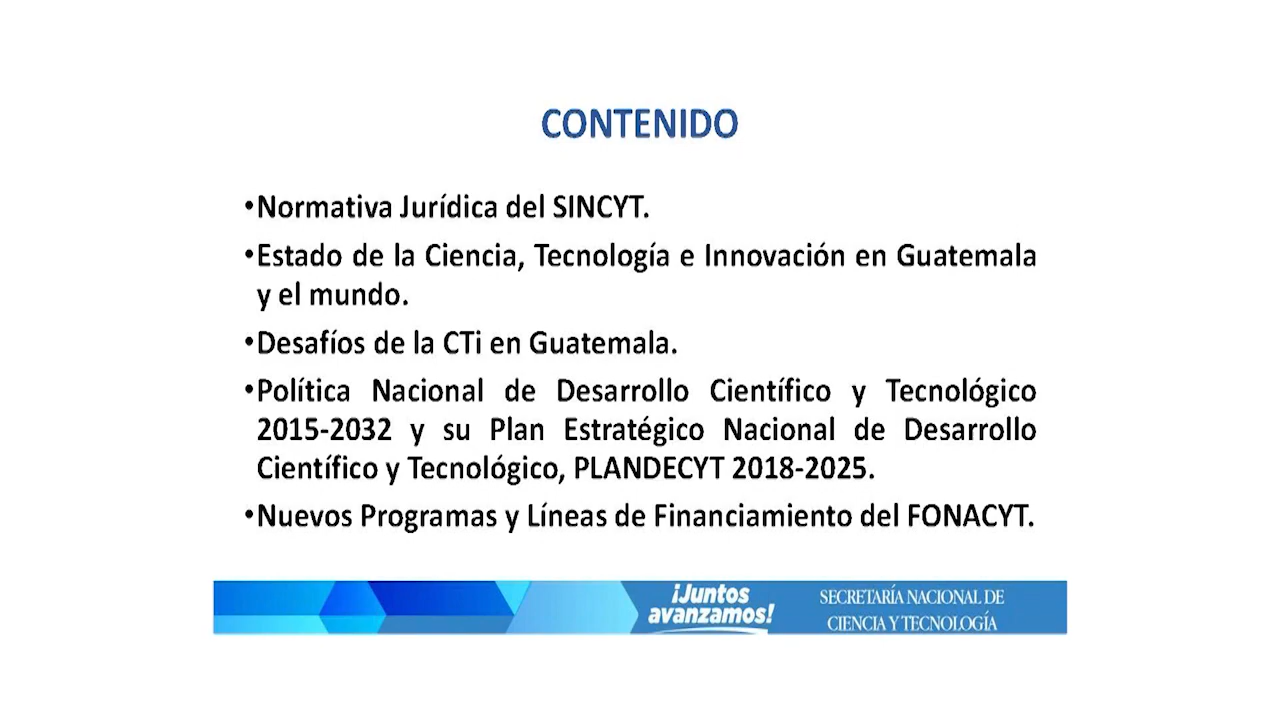 CONTENIDO
•Normativa Jurídica del SINCYT.
•Estado de la Ciencia, Tecnología e Innovación en Guatemala
y el mundo.
•Desafíos de la CTi en Guatemala.
•Política Nacional de Desarrollo Científico y Tecnológico
2015-2032 y su Plan Estratégico Nacional de Desarrollo
Científico y Tecnológico, PLANDECYT 2018-2025.
•Nuevos Programas y Líneas de Financiamiento del FONACYT.
¡Juntos
avanzamos!
SECRETARÍA NACIONAL DE
CIENCIA Y TECNOLOGÍA